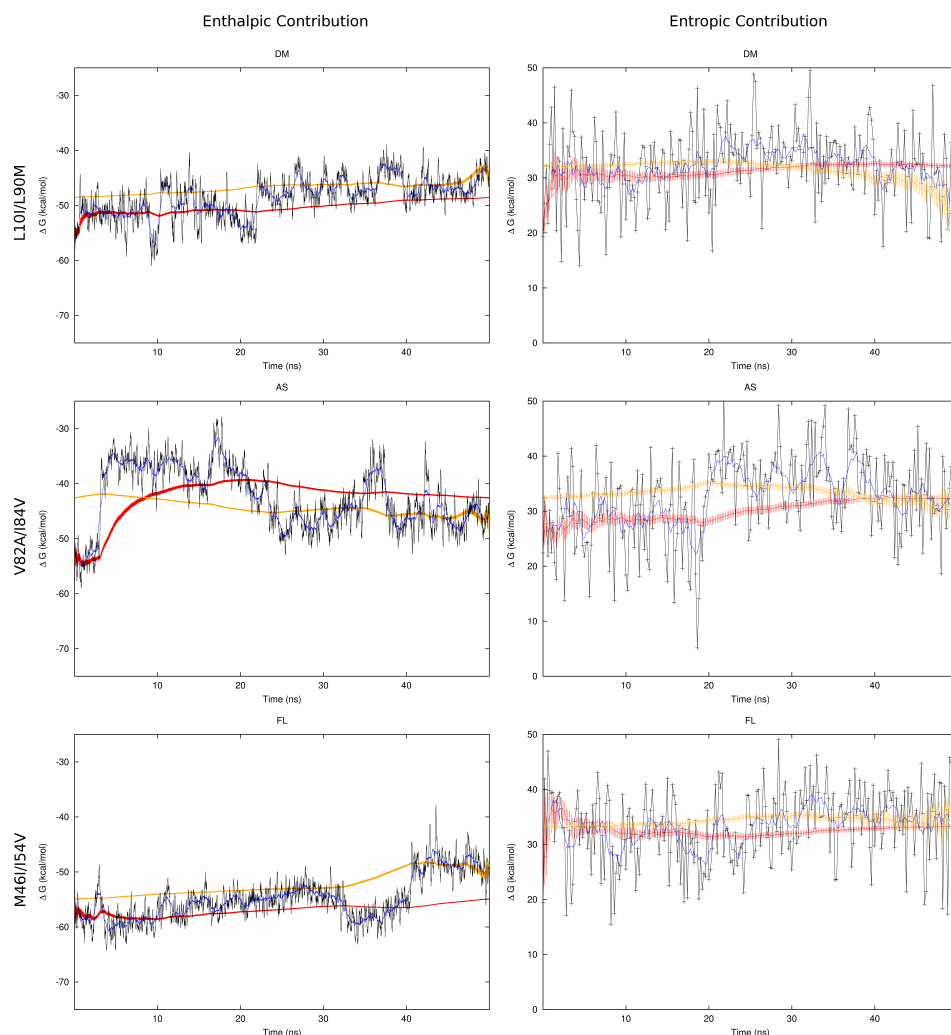 Enthalpic Contribution
Entropic Contribution
L10I/L90M
DM
Δ G (kcal/mol)
-30
-40
-50
-60
-70
10
20
30
40
Time (ns)
DM
Δ G (kcal/mol)
50
40
30
20
10
0
10
20
30
40
Time (ns)
V82A/I84V
AS
Δ G (kcal/mol)
-30
-40
-50
-60
-70
10
20
30
40
Time (ns)
AS
Δ G (kcal/mol)
50
40
30
20
10
0
10
20
30
40
Time (ns)
M46I/I54V
FL
Δ G (kcal/mol)
-30
-40
-50
-60
-70
10
20
30
40
Time (ns)
FL
Δ G (kcal/mol)
50
40
30
20
10
0
10
20
30
40
Time (ns)